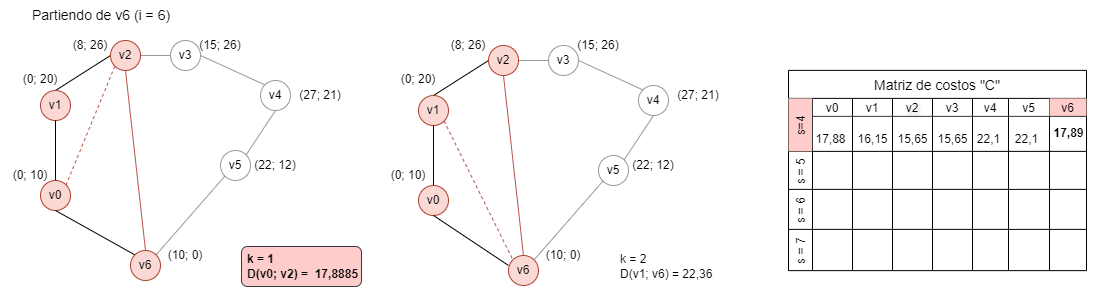 Partiendo de v6 (i = 6)
(8; 26)
v2
v3
(15; 26)
(0; 20)
v1
v4
(27; 21)
v5
(22; 12)
(0; 10)
v0
v6
(10; 0)
k = 1
D(v0; v2) = 17,8885
(8; 26)
v2
v3
(15; 26)
(0; 20)
v1
v4
(27; 21)
v5
(22; 12)
(0; 10)
v0
v6
(10; 0)
k = 2
D(v1; v6) = 22,36
Matriz de costos "C"
v0 v1 v2 v3 v4 v5 v6
s=4 17,88 16,15 15,65 15,65 22,1 22,1 17,89
s = 5
s = 6
s = 7